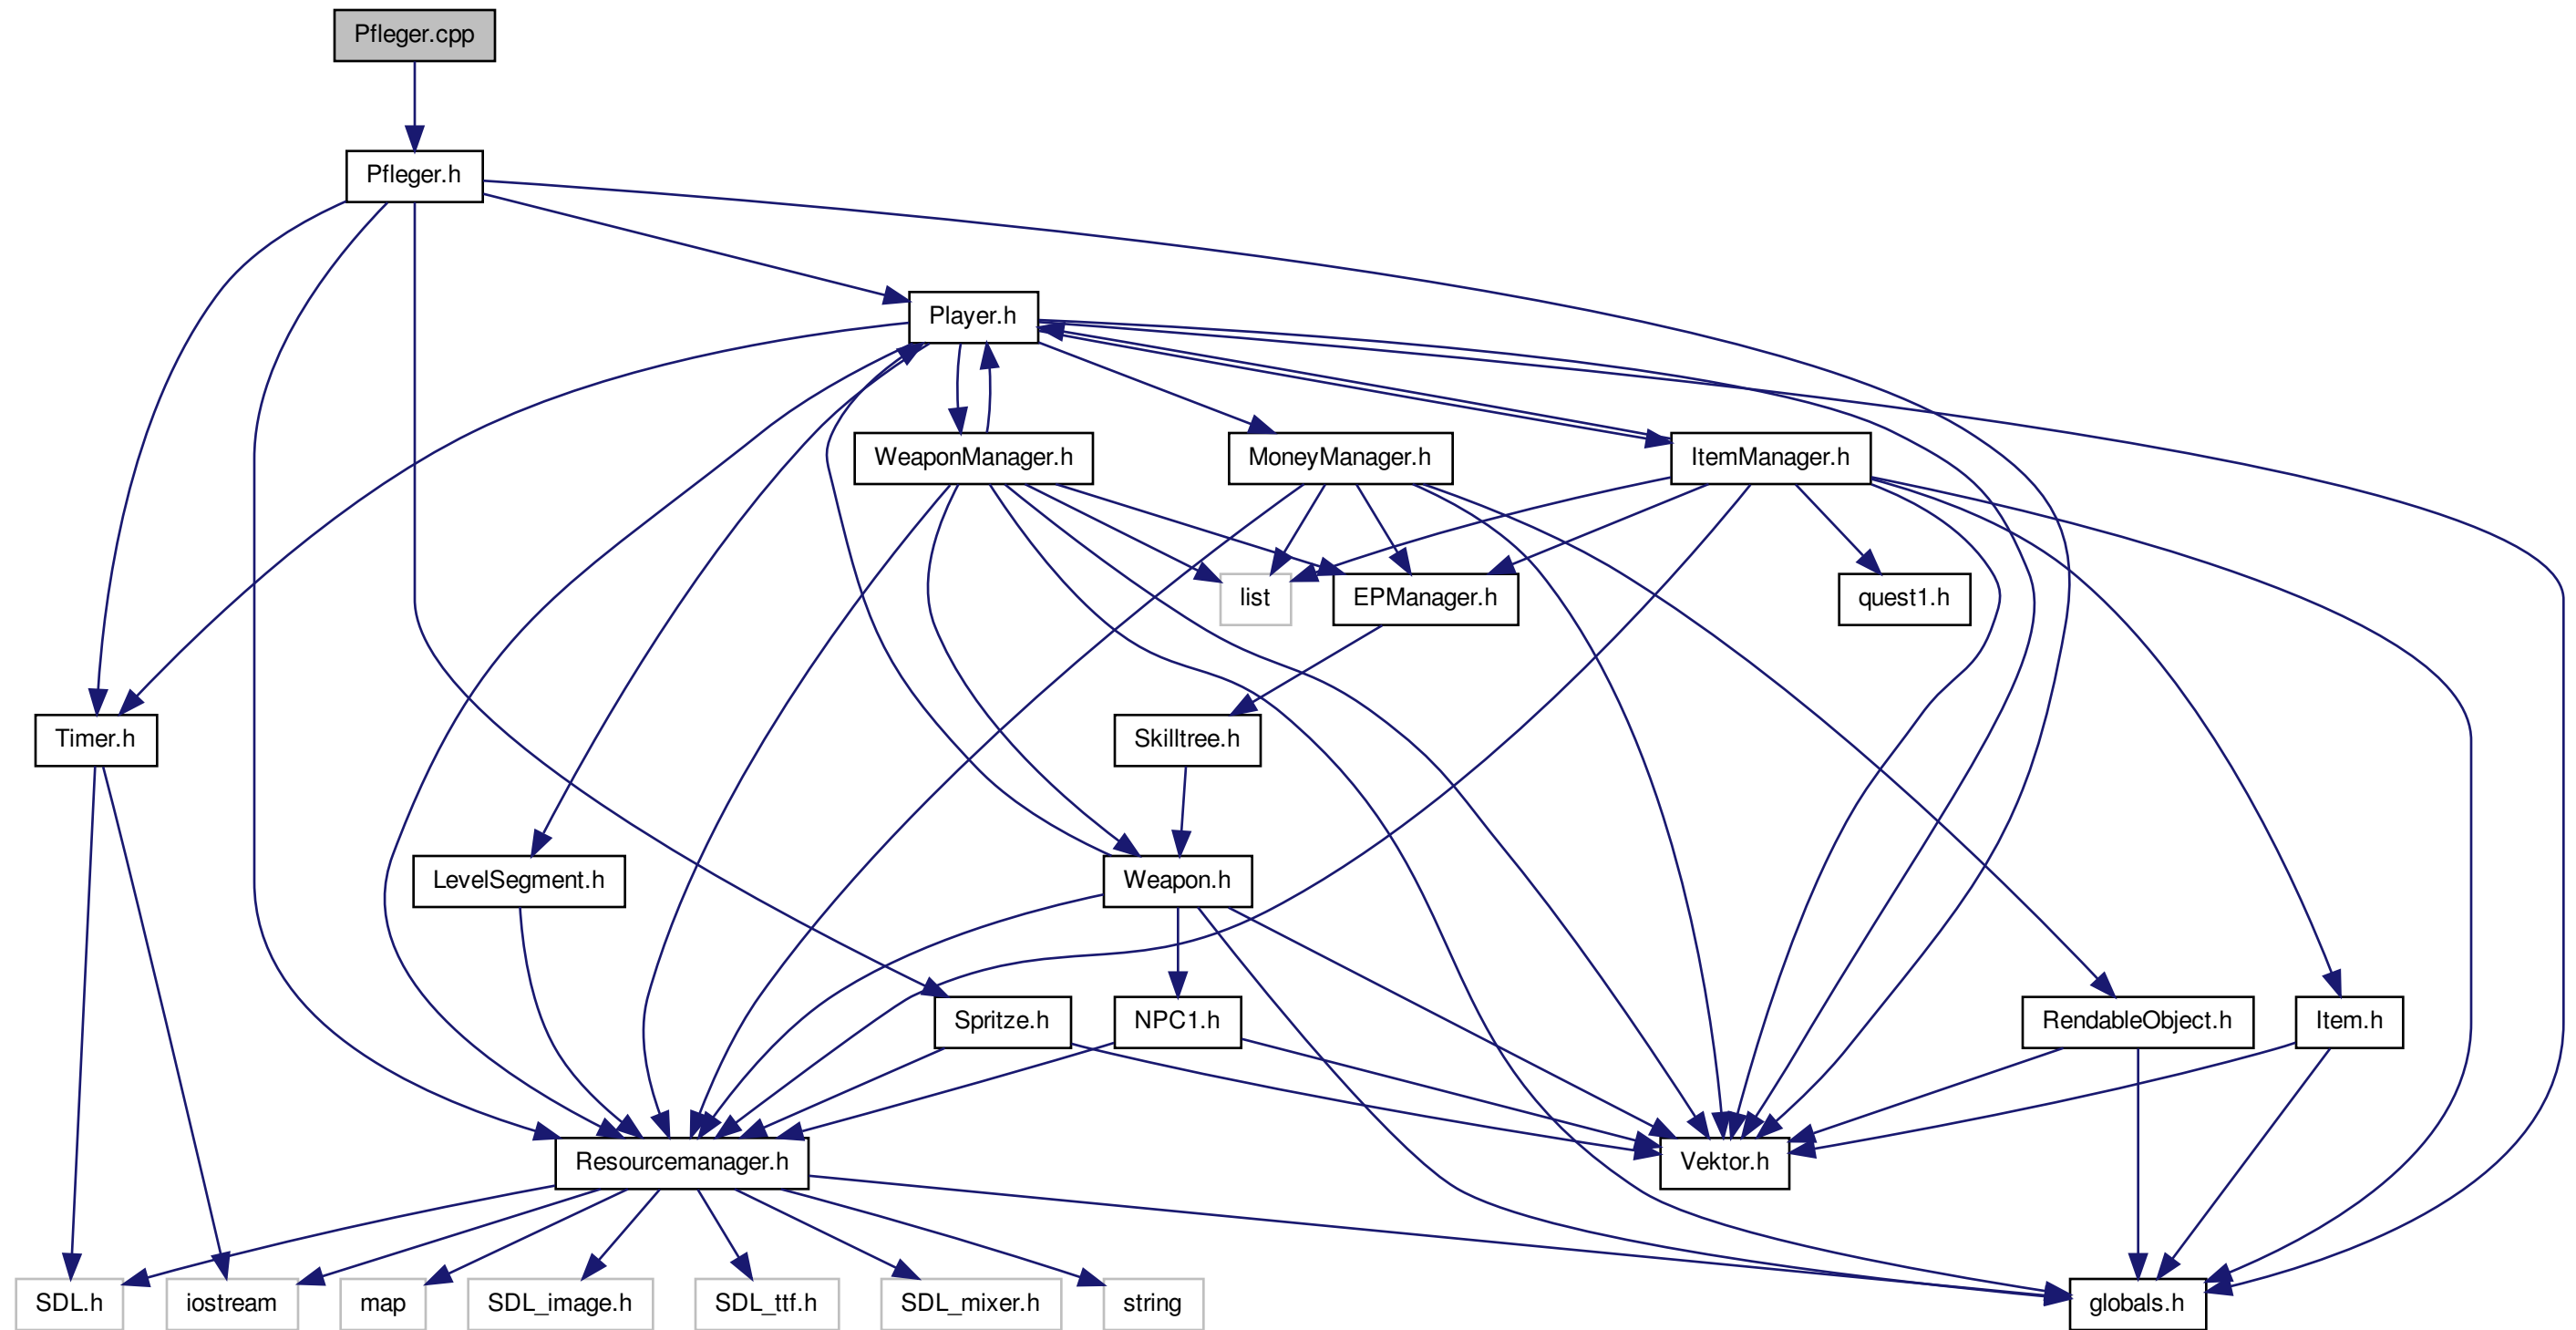 Pfleger.cpp
Pfleger.h
Player.h
WeaponManager.h
MoneyManager.h
ItemManager.h
list
EPManager.h
quest1.h
Timer.h
Skilltree.h
LevelSegment.h
Weapon.h
Spritze.h
NPC1.h
RendableObject.h
Item.h
Resourcemanager.h
Vektor.h
SDL.h
iostream
map
SDL_image.h
SDL_ttf.h
SDL_mixer.h
string
globals.h